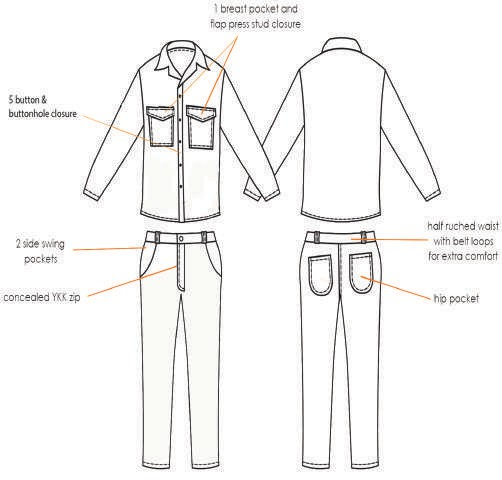 1 breast pocket and
flap press stud closure
5 button &
buttonhole closure
2 side swing
pockets
concealed YKK zip
half ruched waist
with belt loops
for extra comfort
hip pocket